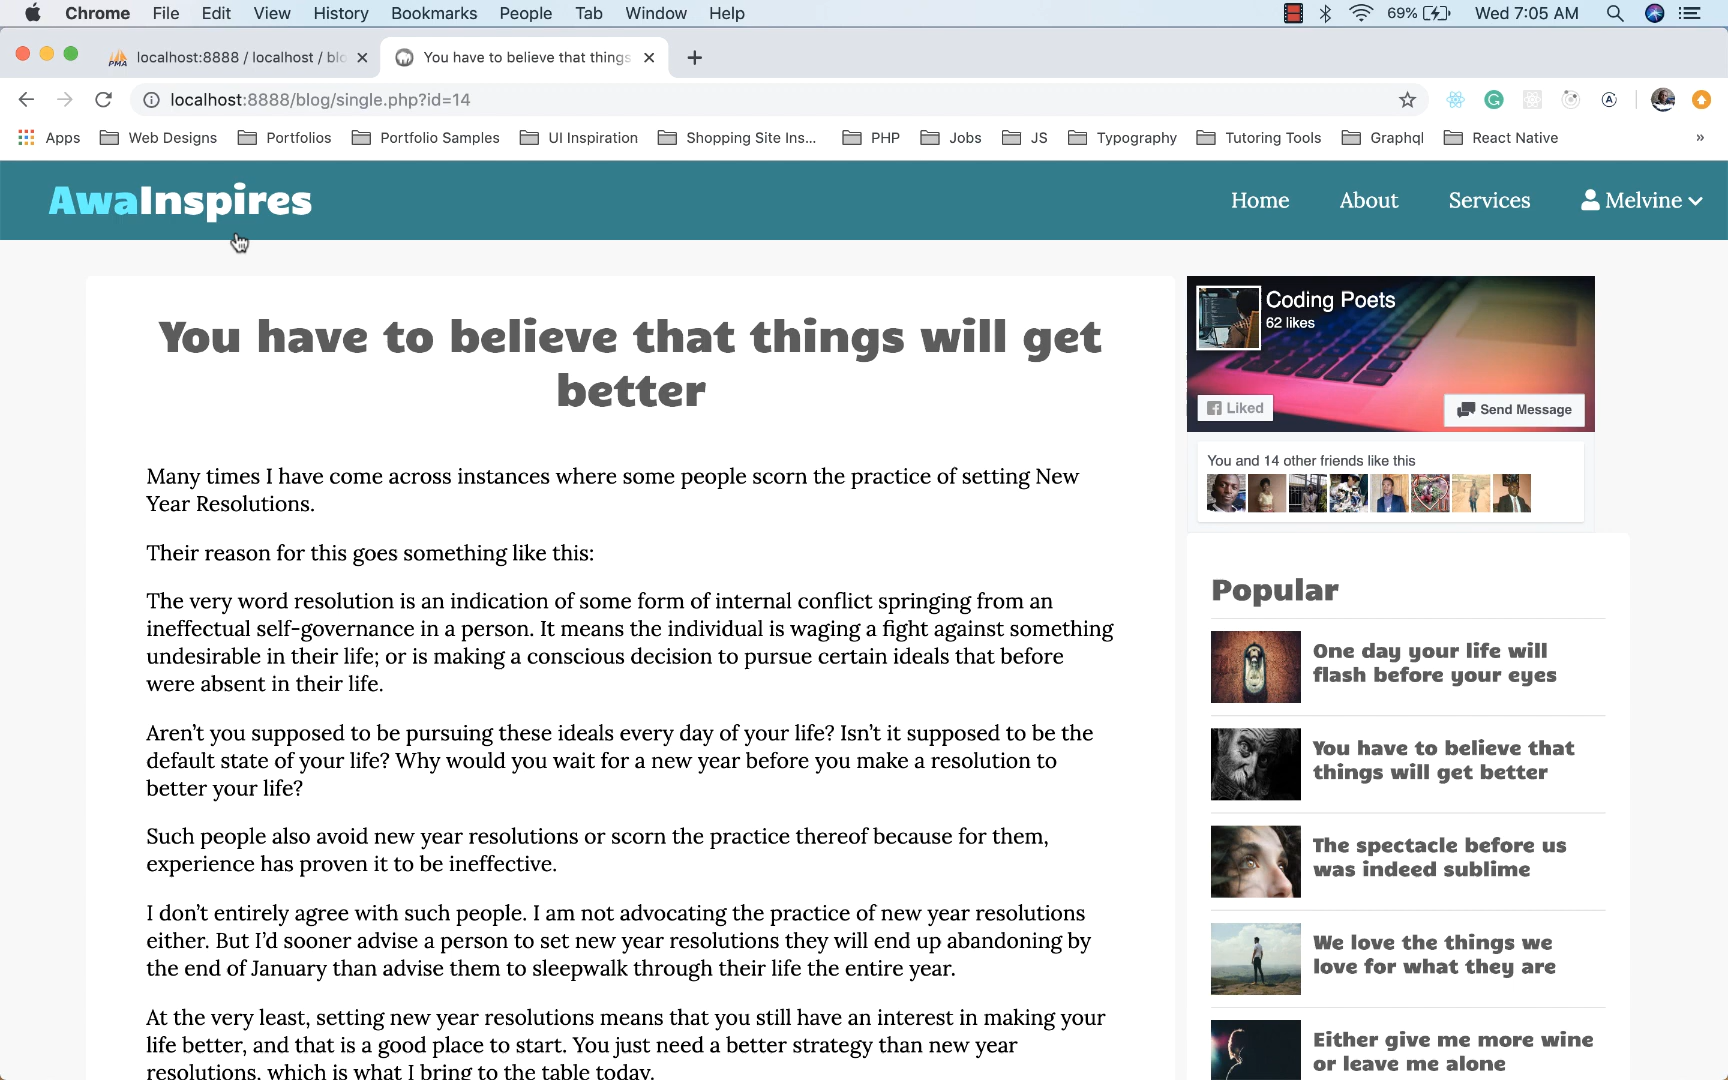 Chrome File Edit View History Bookmarks People Tab Window Help 69% Wed 7:05 AM
localhost:8888 / localhost / blo You have to believe that things
localhost:8888/blog/single.php?id=14
Apps Web Designs Portfolios Portfolio Samples UI Inspiration Shopping Site Ins... PHP Jobs JS Typography Tutoring Tools Graphql React Native »
AwaInspires Home About Services Melvine
You have to believe that things will get
better
Many times I have come across instances where some people scorn the practice of setting New
Year Resolutions.
Their reason for this goes something like this:
The very word resolution is an indication of some form of internal conflict springing from an
ineffectual self-governance in a person. It means the individual is waging a fight against something
undesirable in their life; or is making a conscious decision to pursue certain ideals that before
were absent in their life.
Aren’t you supposed to be pursuing these ideals every day of your life? Isn’t it supposed to be the
default state of your life? Why would you wait for a new year before you make a resolution to
better your life?
Such people also avoid new year resolutions or scorn the practice thereof because for them,
experience has proven it to be ineffective.
I don’t entirely agree with such people. I am not advocating the practice of new year resolutions
either. But I’d sooner advise a person to set new year resolutions they will end up abandoning by
the end of January than advise them to sleepwalk through their life the entire year.
At the very least, setting new year resolutions means that you still have an interest in making your
life better, and that is a good place to start. You just need a better strategy than new year
resolutions, which is what I bring to the table today.
Coding Poets
62 likes
Liked Send Message
You and 14 other friends like this
Popular
One day your life will
flash before your eyes
You have to believe that
things will get better
The spectacle before us
was indeed sublime
We love the things we
love for what they are
Either give me more wine
or leave me alone